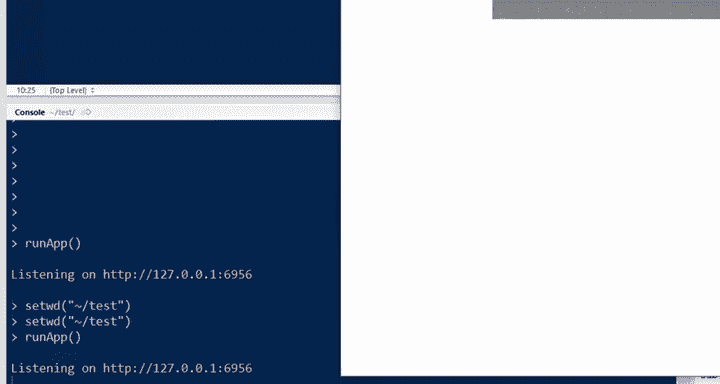 10:25 (Top Level)
Console ~/test/
>
>
>
>
>
>
>
> runApp()
Listening on http://127.0.0.1:6956
> setwd("~/test")
> setwd("~/test")
> runApp()
Listening on http://127.0.0.1:6956